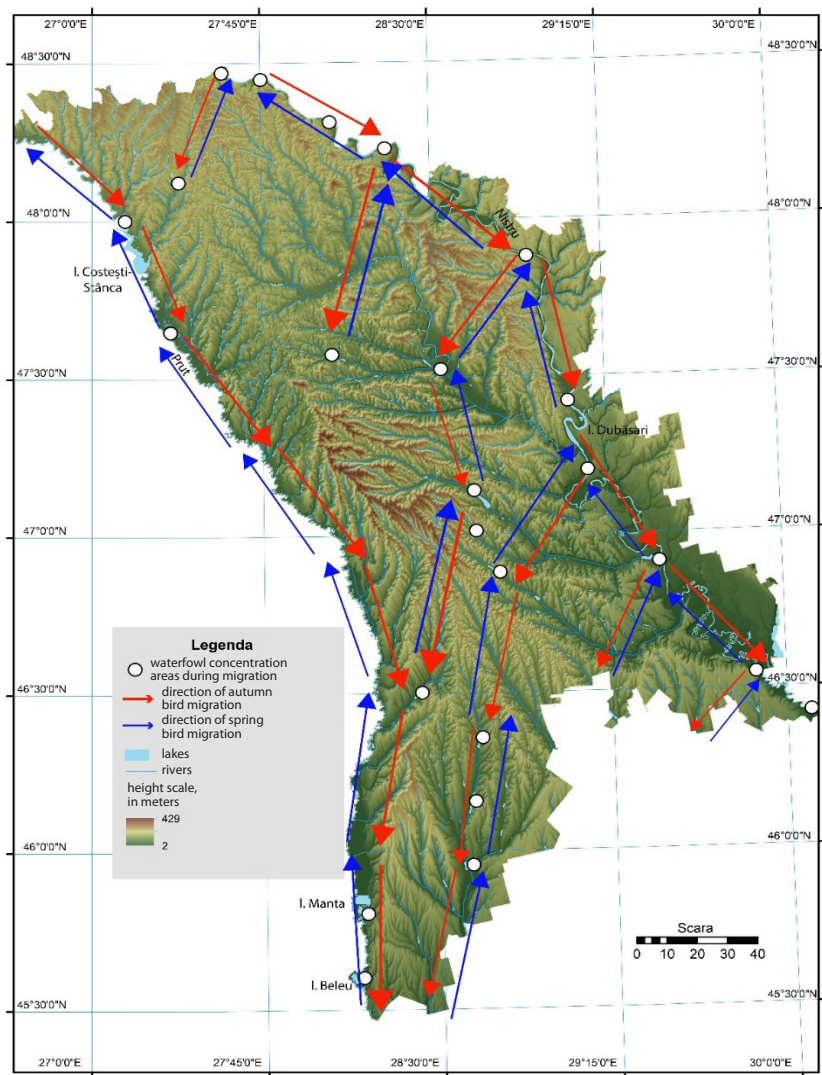 27°0'0"E
27°45'0"E
28°30'0"E
29°15'0"E
30°0'0"E
48°30'0"N
48°30'0"N
Nistru
48°0'0"N
48°0'0"N
l. Costești-
Stânca
Prut
47°30'0"N
47°30'0"N
l. Dubăsari
47°0'0"N
47°0'0"N
Legenda
waterfowl concentration
areas during migration
direction of autumn
bird migration
direction of spring
bird migration
lakes
rivers
height scale,
in meters
429
2
46°30'0"N
46°30'0"N
46°0'0"N
46°0'0"N
l. Manta
l. Beleu
Scara
0 10 20 30 40
45°30'0"N
45°30'0"N
27°0'0"E
27°45'0"E
28°30'0"E
29°15'0"E
30°0'0"E